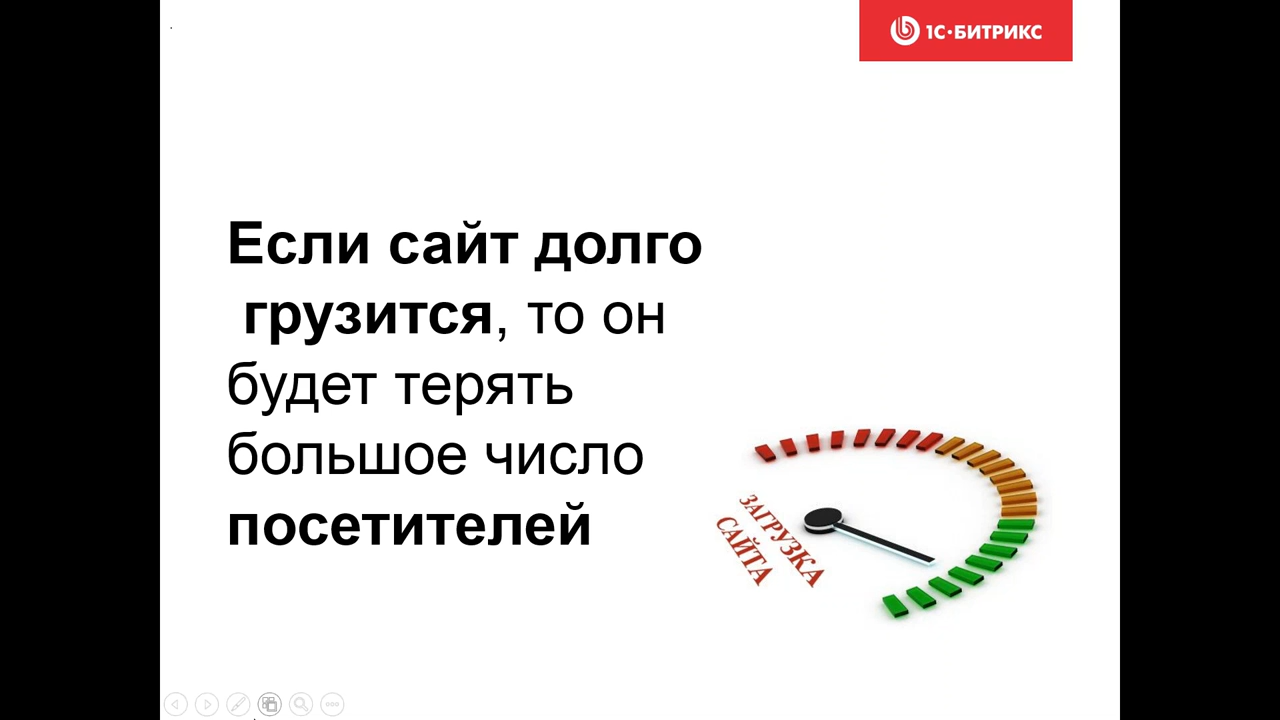 1С•БИТРИКС
Если сайт долго
грузится, то он
будет терять
большое число
посетителей
ЗАГРУЗКА
САЙТА